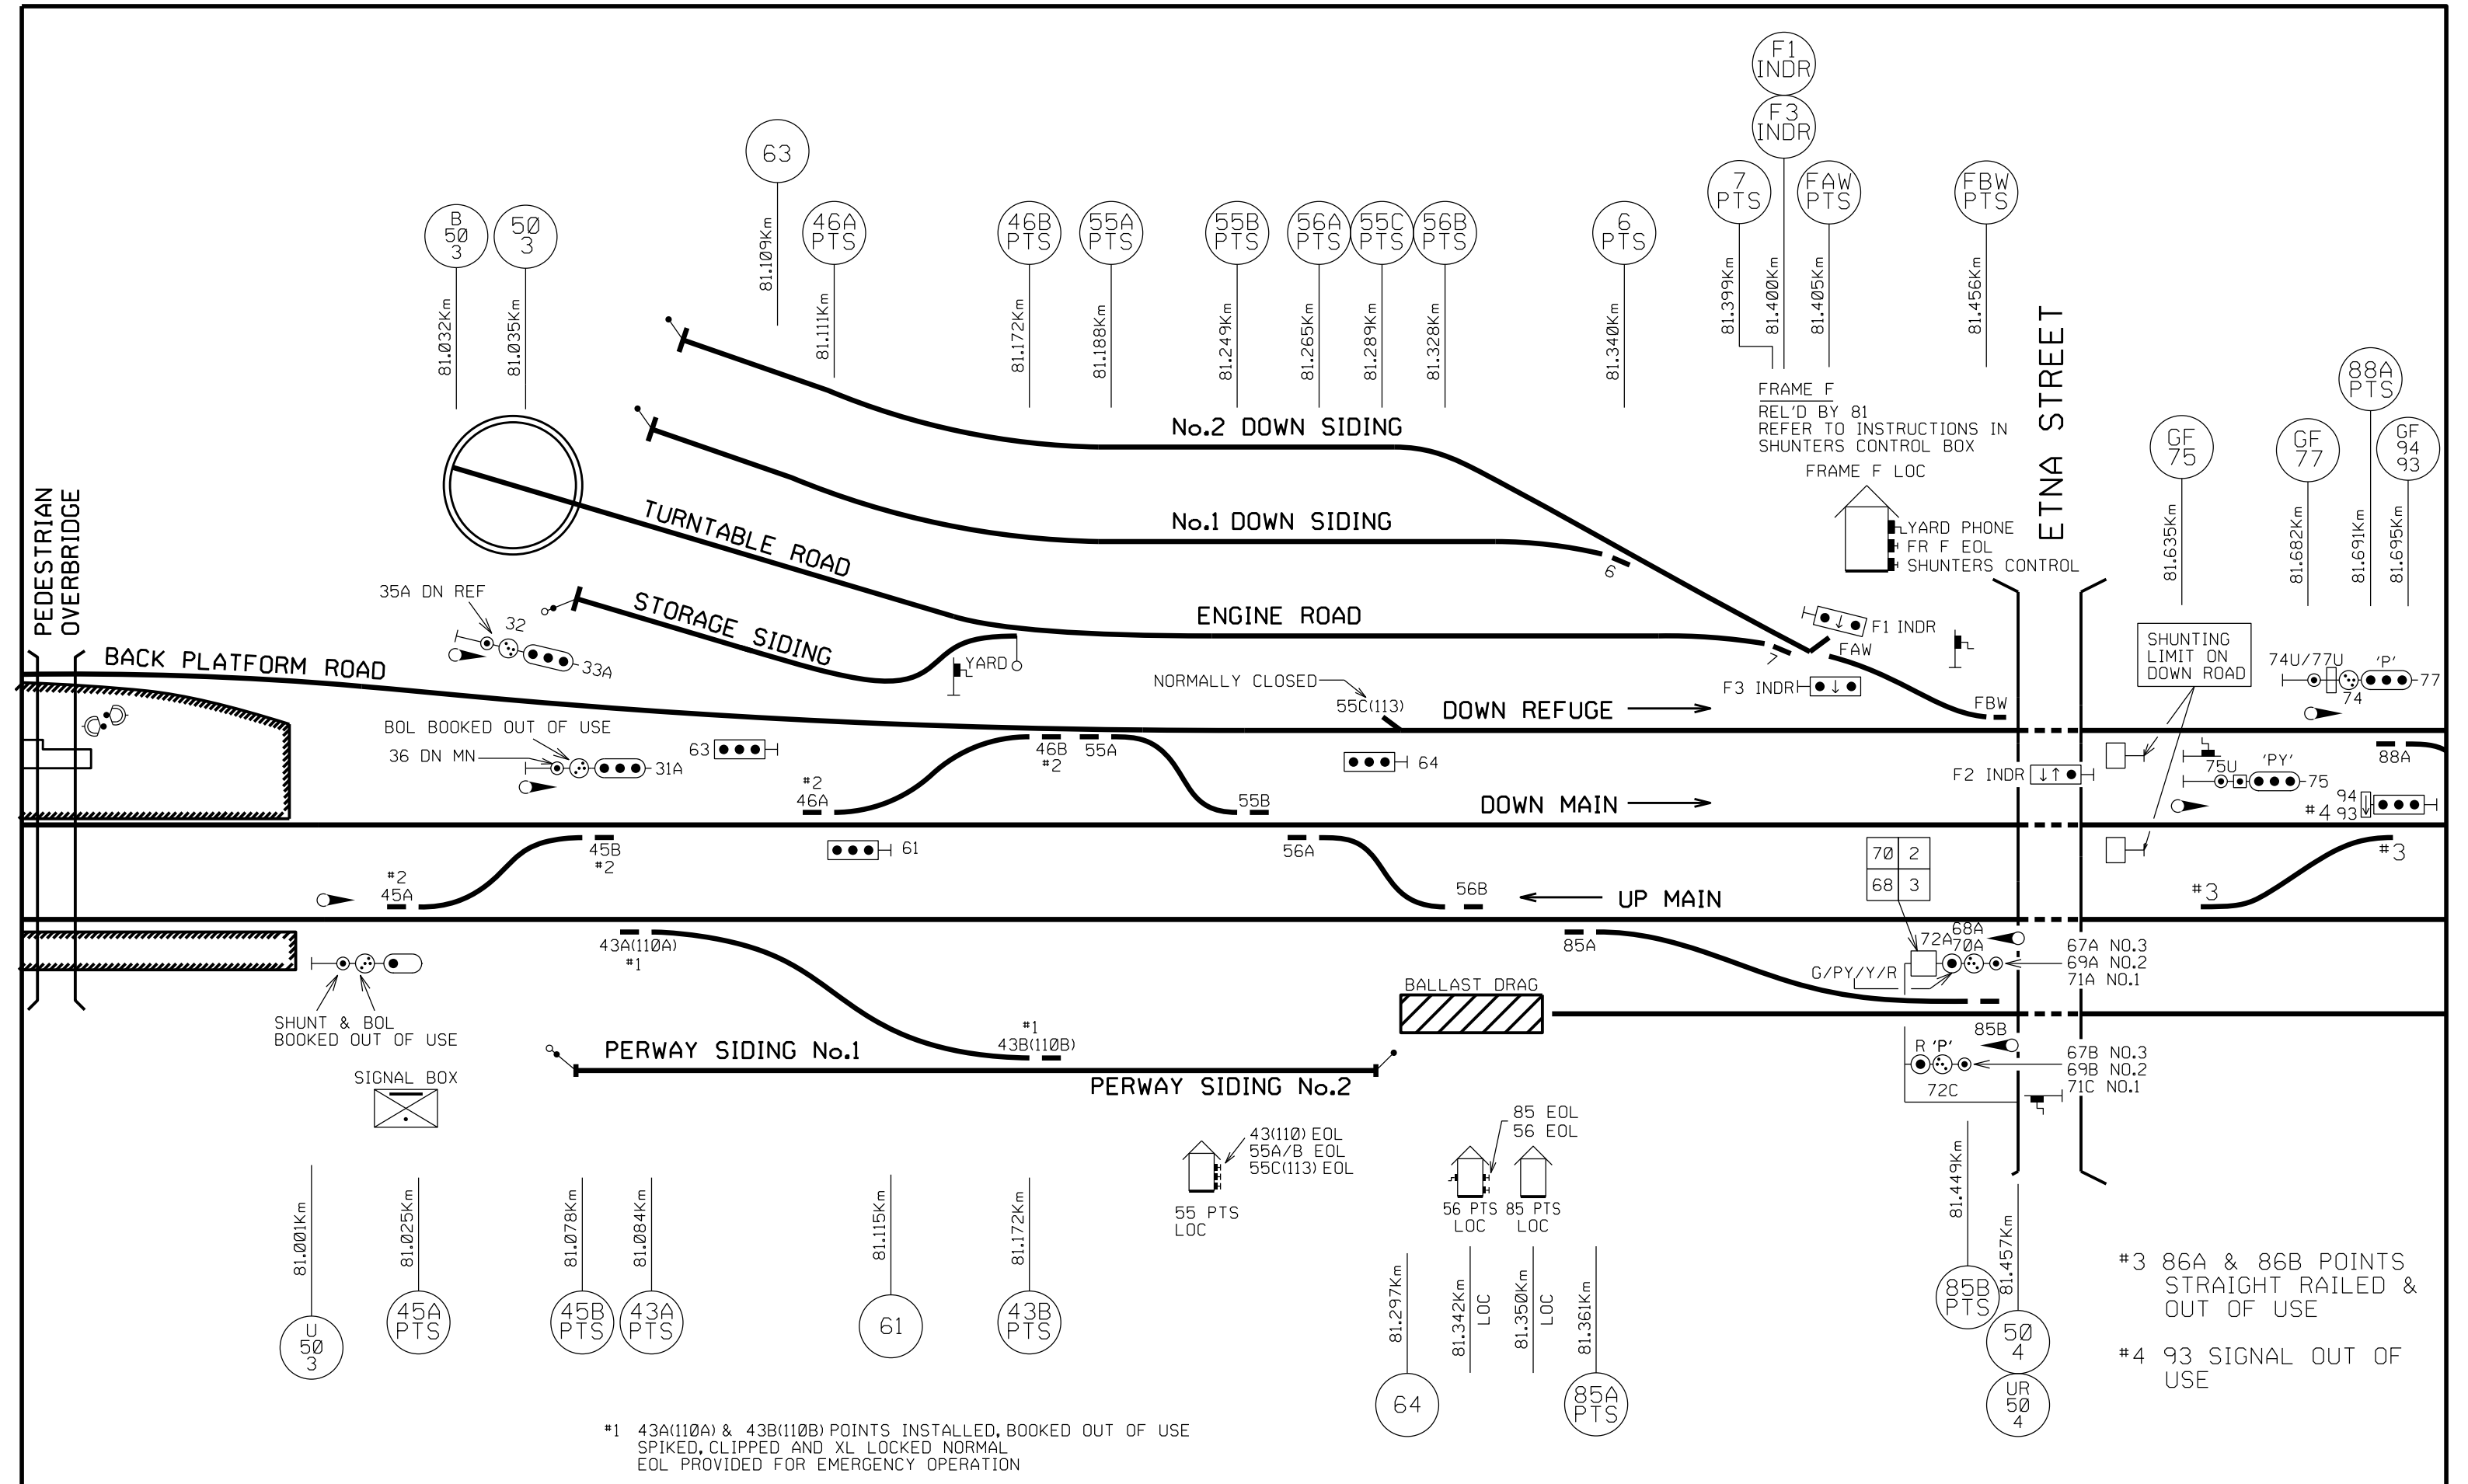 F1
INDR
F3
INDR
63
7
PTS
FAW
PTS
FBW
PTS
B
50
3
50
3
46A
PTS
46B
PTS
55A
PTS
55B
PTS
56A
PTS
55C
PTS
56B
PTS
6
PTS
81.032Km
81.035Km
81.109Km
81.111Km
81.172Km
81.188Km
81.249Km
81.265Km
81.289Km
81.328Km
81.340Km
81.399Km
81.400Km
81.405Km
81.456Km
ETNA STREET
88A
PTS
GF
75
GF
77
GF
94
93
81.635Km
81.682Km
81.691Km
81.695Km
FRAME F
REL'D BY 81
REFER TO INSTRUCTIONS IN
SHUNTERS CONTROL BOX
FRAME F LOC
YARD PHONE
FR F EOL
SHUNTERS CONTROL
No.2 DOWN SIDING
No.1 DOWN SIDING
6
TURNTABLE ROAD
STORAGE SIDING
ENGINE ROAD
YARD
7
FAW
F1 INDR
F3 INDR
FBW
PEDESTRIAN
OVERBRIDGE
BACK PLATFORM ROAD
35A DN REF
32
33A
NORMALLY CLOSED
55C(113)
DOWN REFUGE
SHUNTING
LIMIT ON
DOWN ROAD
74U/77U
'P'
77
74
BOL BOOKED OUT OF USE
36 DN MN
31A
63
46B
#2
55A
64
#2
46A
55B
DOWN MAIN
F2 INDR
75U
'PY'
75
88A
94
#4 93
45B
#2
61
56A
#2
45A
56B
UP MAIN
70 2
68 3
#3
#3
43A(110A)
#1
85A
72A
68A
70A
G/PY/Y/R
67A NO.3
69A NO.2
71A NO.1
BALLAST DRAG
SHUNT & BOL
BOOKED OUT OF USE
#1
43B(110B)
PERWAY SIDING No.1
PERWAY SIDING No.2
85B
R 'P'
72C
67B NO.3
69B NO.2
71C NO.1
SIGNAL BOX
43(110) EOL
55A/B EOL
55C(113) EOL
55 PTS
LOC
85 EOL
56 EOL
56 PTS
LOC
85 PTS
LOC
81.001Km
81.025Km
81.078Km
81.084Km
81.115Km
81.172Km
81.297Km
81.342Km
LOC
81.350Km
LOC
81.361Km
81.449Km
81.457Km
U
50
3
45A
PTS
45B
PTS
43A
PTS
61
43B
PTS
64
85A
PTS
85B
PTS
50
4
UR
50
4
#3 86A & 86B POINTS
STRAIGHT RAILED &
OUT OF USE
#4 93 SIGNAL OUT OF
USE
#1 43A(110A) & 43B(110B) POINTS INSTALLED, BOOKED OUT OF USE
SPIKED, CLIPPED AND XL LOCKED NORMAL
EOL PROVIDED FOR EMERGENCY OPERATION